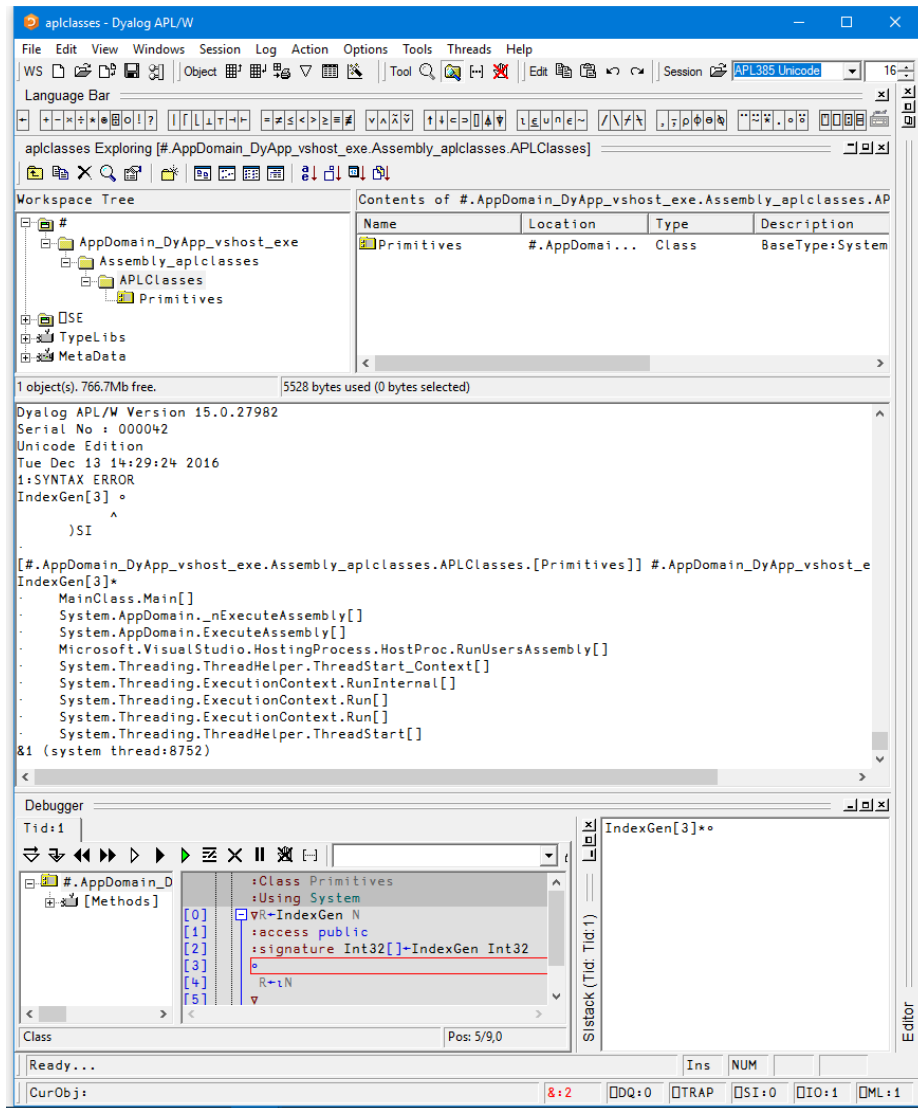 aplclasses - Dyalog APL/W
File Edit View Windows Session Log Action Options Tools Threads Help
WS Object Tool Edit Session APL385 Unicode 16
Language Bar
aplclasses Exploring [#.AppDomain_DyApp_vshost_exe.Assembly_aplclasses.APLClasses]
Workspace Tree
Contents of #.AppDomain_DyApp_vshost_exe.Assembly_aplclasses.AP
Name Location Type Description
Primitives #.AppDomai... Class BaseType:System
#
AppDomain_DyApp_vshost_exe
Assembly_aplclasses
APLClasses
Primitives
⎕SE
TypeLibs
MetaData
1 object(s). 766.7Mb free. 5528 bytes used (0 bytes selected)
Dyalog APL/W Version 15.0.27982
Serial No : 000042
Unicode Edition
Tue Dec 13 14:29:24 2016
1:SYNTAX ERROR
IndexGen[3] ∘
^
)SI
·
[#.AppDomain_DyApp_vshost_exe.Assembly_aplclasses.APLClasses.[Primitives]] #.AppDomain_DyApp_vshost_e
IndexGen[3]*
· MainClass.Main[]
· System.AppDomain._nExecuteAssembly[]
· System.AppDomain.ExecuteAssembly[]
· Microsoft.VisualStudio.HostingProcess.HostProc.RunUsersAssembly[]
· System.Threading.ThreadHelper.ThreadStart_Context[]
· System.Threading.ExecutionContext.RunInternal[]
· System.Threading.ExecutionContext.Run[]
· System.Threading.ExecutionContext.Run[]
· System.Threading.ThreadHelper.ThreadStart[]
&1 (system thread:8752)
Debugger
Tid:1
#.AppDomain_D
[Methods]
:Class Primitives
:Using System
[0] ∇R←IndexGen N
[1] :access public
[2] :signature Int32[]←IndexGen Int32
[3] ∘
[4] R←⍳N
[5] ∇
Class Pos: 5/9,0
IndexGen[3]*∘
SIstack (Tid: Tid:1)
Editor
Ready... Ins NUM
CurObj: &:2 ⎕DQ:0 ⎕TRAP ⎕SI:0 ⎕IO:1 ⎕ML:1